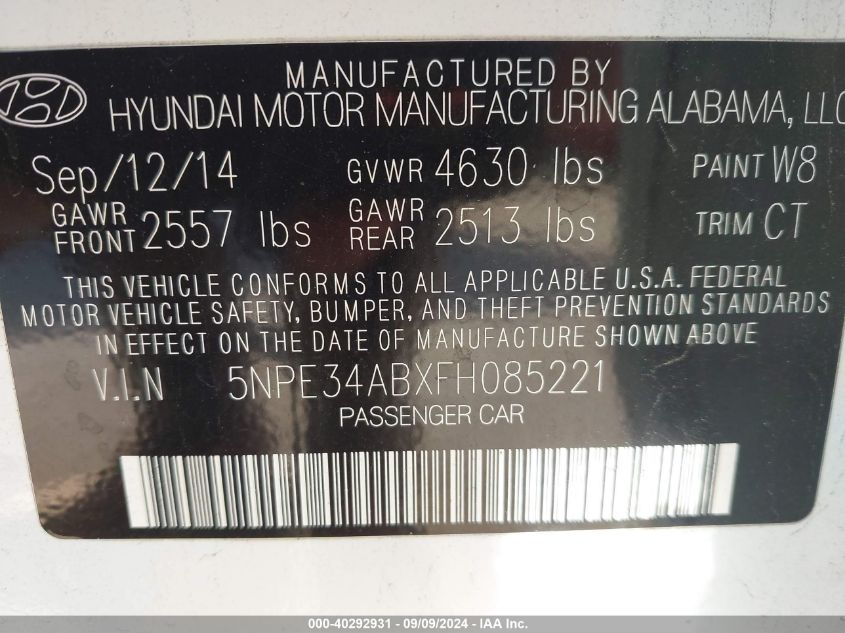 MANUFACTURED BY
HYUNDAI MOTOR MANUFACTURING ALABAMA, LLC
Sep/12/14 GVWR 4630 lbs PAINT W8
GAWR FRONT 2557 lbs GAWR REAR 2513 lbs TRIM CT
THIS VEHICLE CONFORMS TO ALL APPLICABLE U.S.A. FEDERAL
MOTOR VEHICLE SAFETY, BUMPER, AND THEFT PREVENTION STANDARDS
IN EFFECT ON THE DATE OF MANUFACTURE SHOWN ABOVE
V.I.N 5NPE34ABXFH085221
PASSENGER CAR
000-40292931 - 09/09/2024 - IAA Inc.